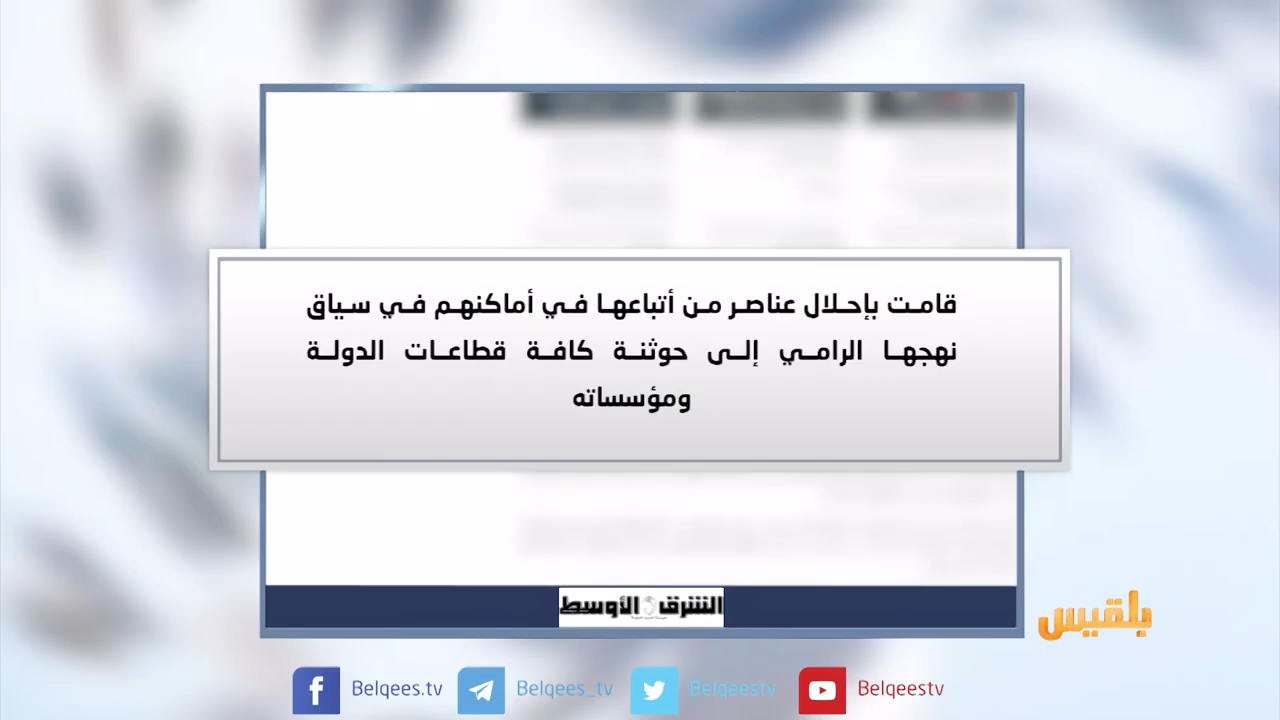 قامت بإحلال عناصر من أتباعها في أماكنهم في سياق
نهجها الرامي إلى حوثنة كافة قطاعات الدولة
ومؤسساته
الشرق الأوسط
بلقيس
Belqees.tv
Belqees_tv
Belqeestv
Belqeestv